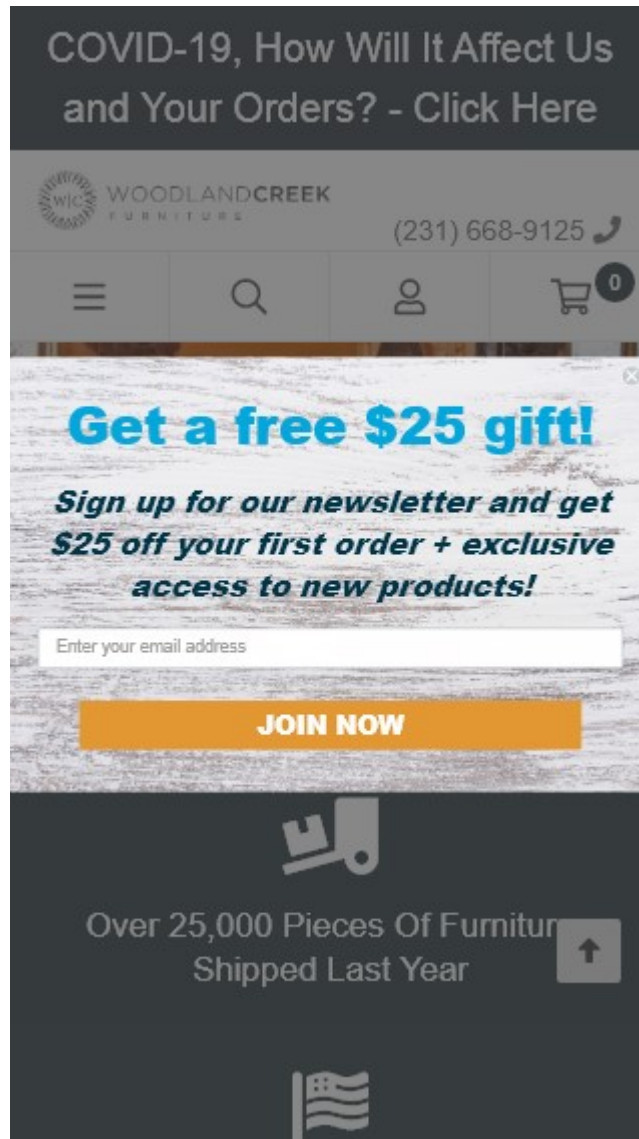 COVID-19, How Will It Affect Us
and Your Orders? - Click Here
W|C
WOODLANDCREEK
FURNITURE
(231) 668-9125
0
Get a free $25 gift!
Sign up for our newsletter and get
$25 off your first order + exclusive
access to new products!
Enter your email address
JOIN NOW
Over 25,000 Pieces Of Furnitur
Shipped Last Year